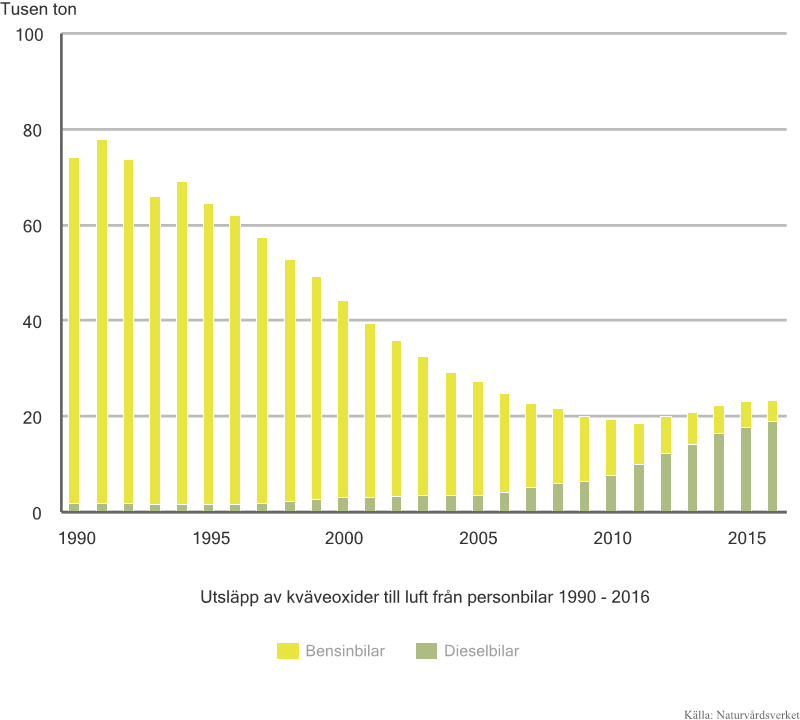 Tusen ton
100
80
60
40
20
0
1990 1995 2000 2005 2010 2015
Utsläpp av kväveoxider till luft från personbilar 1990 - 2016
Bensinbilar Dieselbilar
Källa: Naturvårdsverket